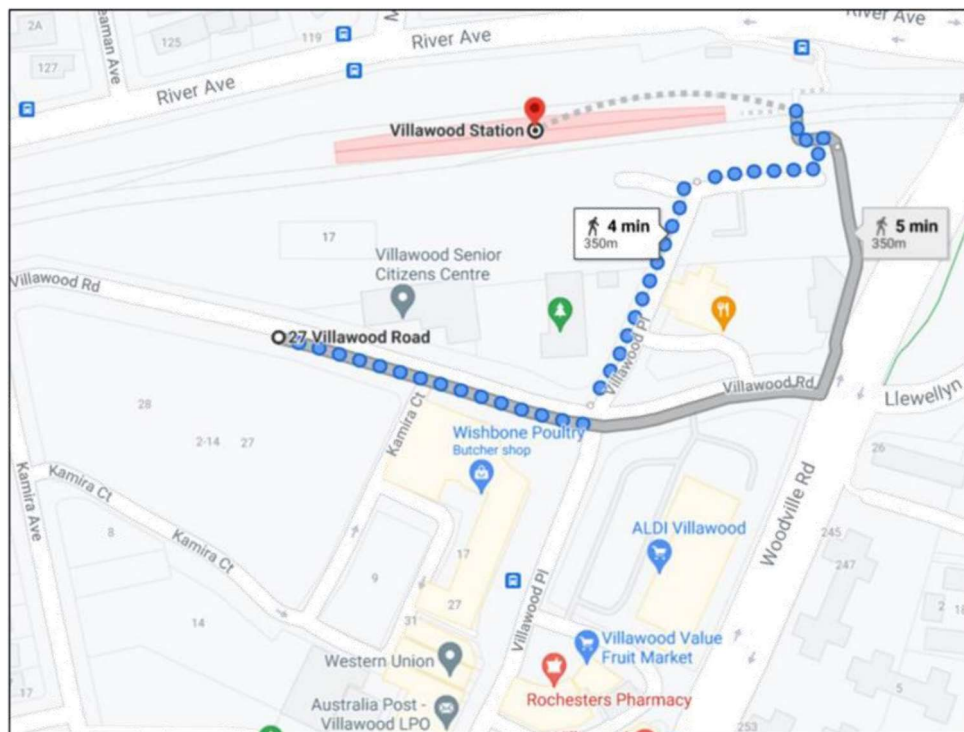 2A
eaman Ave
125
119
M
River Ave
River Ave
River Ave
127
Villawood Station
4 min
350m
5 min
350m
17
Villawood Senior
Citizens Centre
Villawood Rd
27 Villawood Road
Villawood Pl
Villawood Rd
Llewellyn
28
2-14
27
Kamira Ct
Wishbone Poultry
Butcher shop
26
Kamira Ave
Kamira Ct
Kamira Ct
8
9
17
ALDI Villawood
Woodville Rd
245
247
14
27
31
Villawood Pl
2
18
Western Union
Villawood Value
Fruit Market
Rochesters Pharmacy
17
5
Australia Post -
Villawood LPO
253